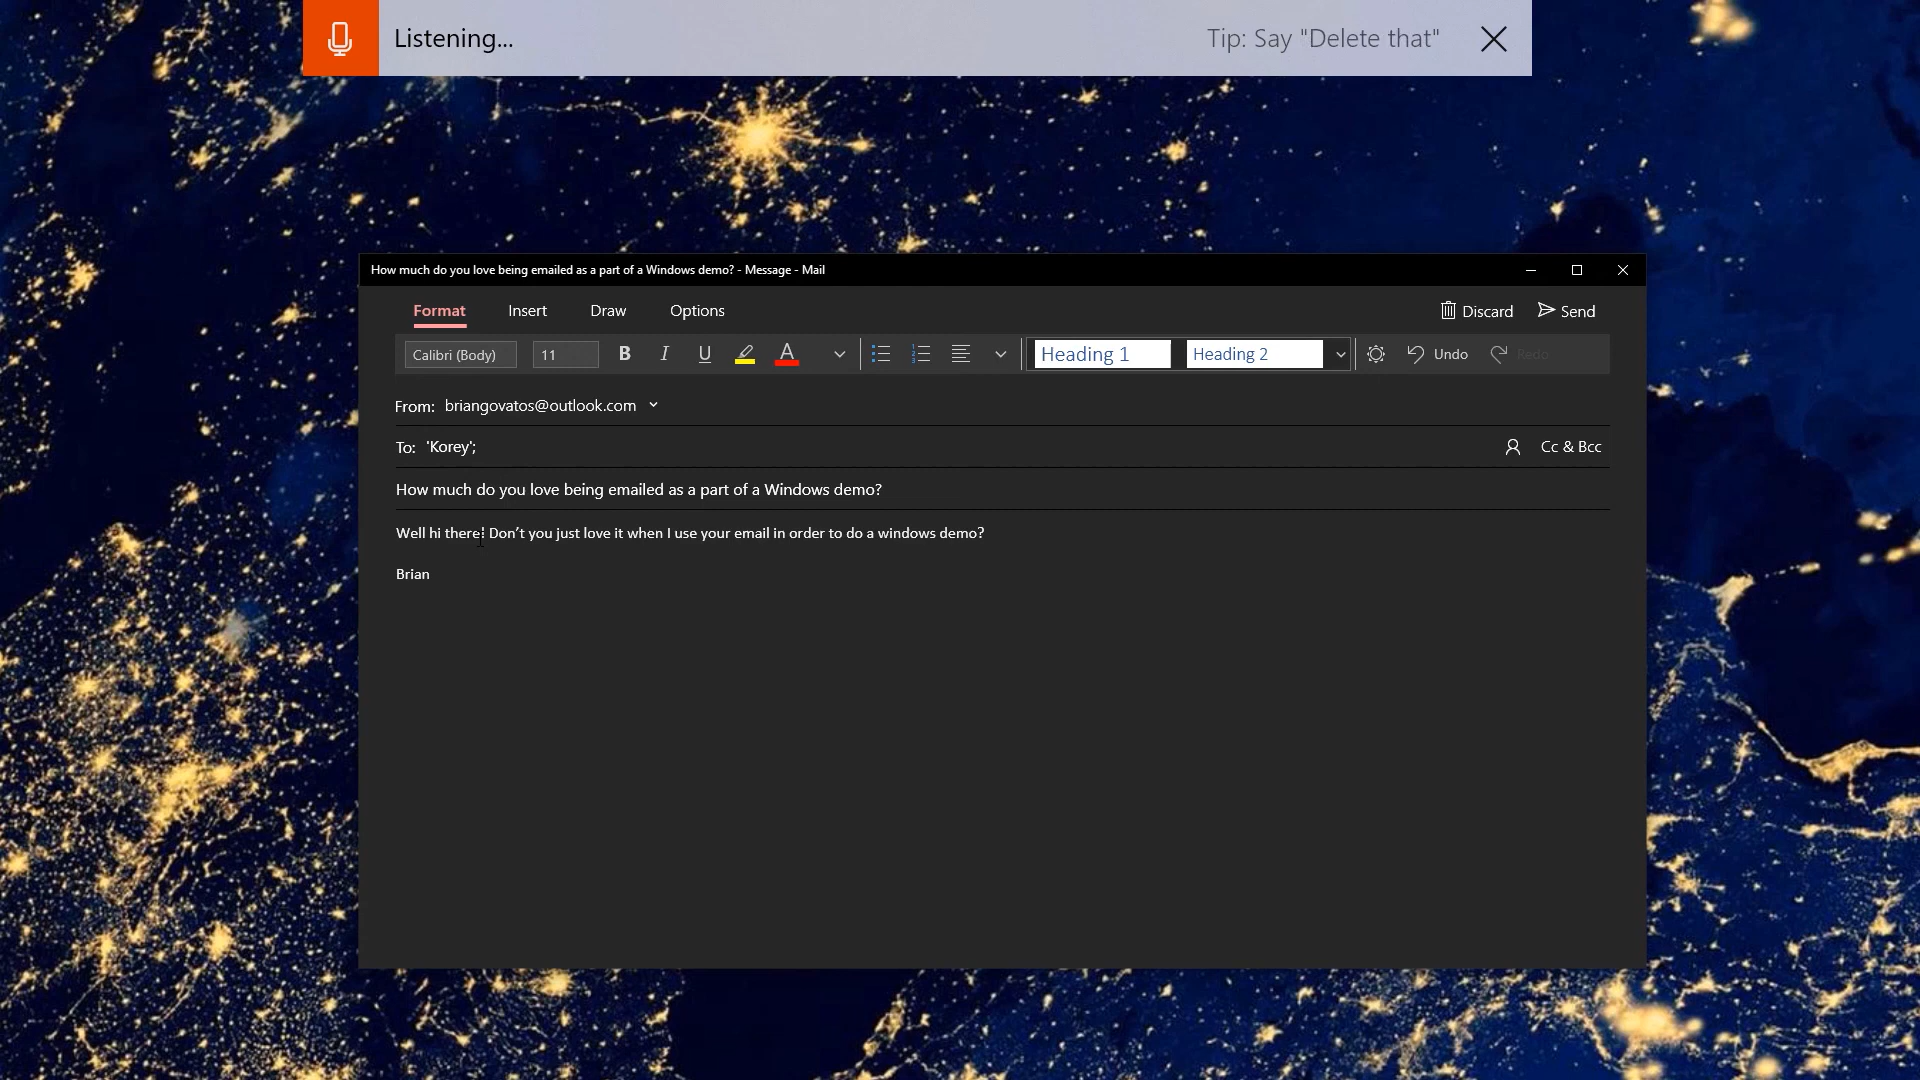 Listening...
Tip: Say "Delete that"
How much do you love being emailed as a part of a Windows demo? - Message - Mail
Format Insert Draw Options
Discard Send
Calibri (Body) 11 B I U A Heading 1 Heading 2 Undo Redo
From: briangovatos@outlook.com
To: 'Korey';
Cc & Bcc
How much do you love being emailed as a part of a Windows demo?
Well hi there! Don’t you just love it when I use your email in order to do a windows demo?
Brian